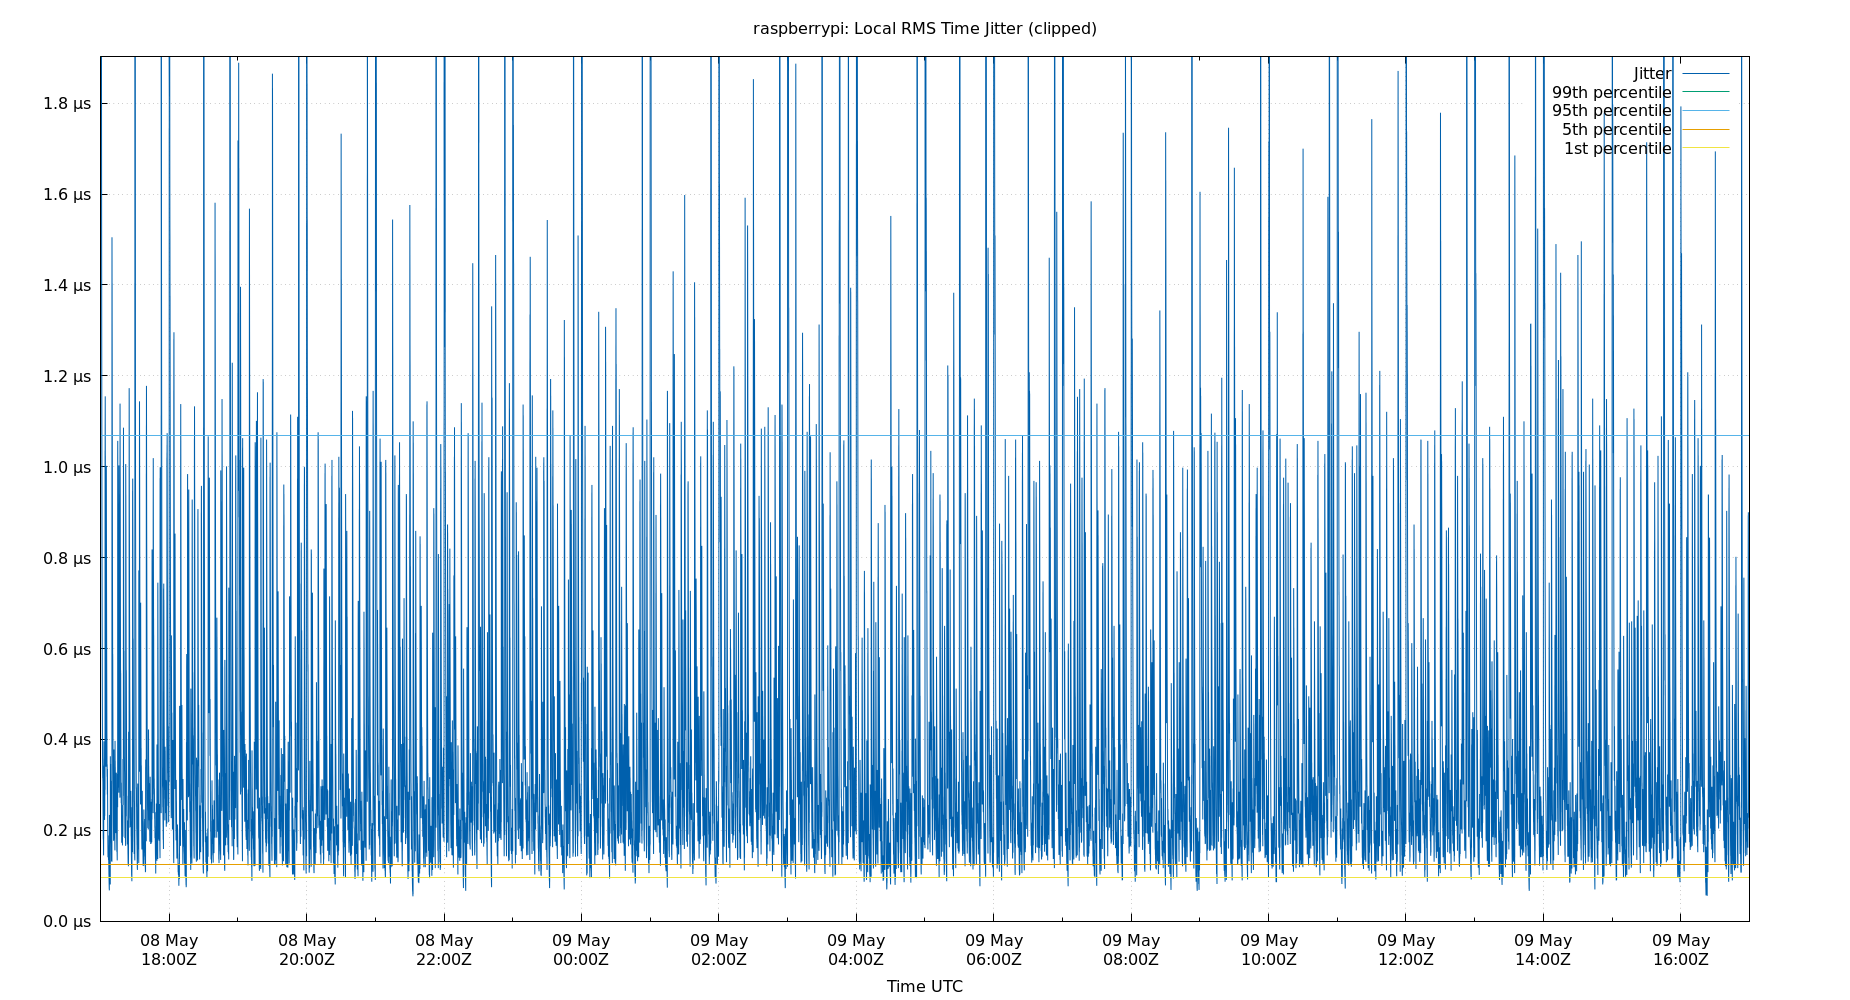 raspberrypi: Local RMS Time Jitter (clipped)
Jitter
99th percentile
95th percentile
5th percentile
1st percentile
1.8 µs
1.6 µs
1.4 µs
1.2 µs
1.0 µs
0.8 µs
0.6 µs
0.4 µs
0.2 µs
0.0 µs
08 May 08 May 08 May 09 May 09 May 09 May 09 May 09 May 09 May 09 May 09 May 09 May
18:00Z 20:00Z 22:00Z 00:00Z 02:00Z 04:00Z 06:00Z 08:00Z 10:00Z 12:00Z 14:00Z 16:00Z
Time UTC